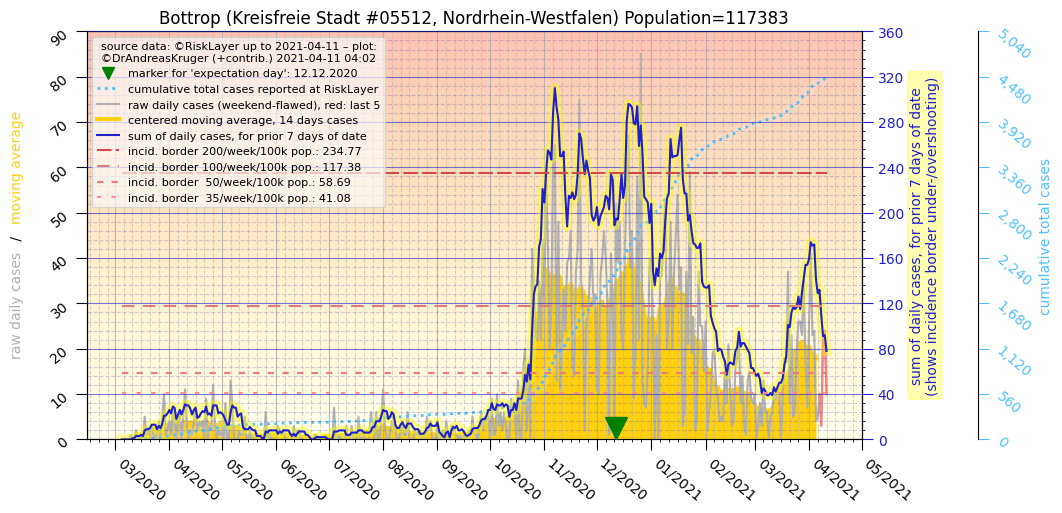 Bottrop (Kreisfreie Stadt #05512, Nordrhein-Westfalen) Population=117383
source data: ©RiskLayer up to 2021-04-11 – plot:
©DrAndreasKruger (+contrib.) 2021-04-11 04:02
marker for 'expectation day': 12.12.2020
cumulative total cases reported at RiskLayer
raw daily cases (weekend-flawed), red: last 5
centered moving average, 14 days cases
sum of daily cases, for prior 7 days of date
incid. border 200/week/100k pop.: 234.77
incid. border 100/week/100k pop.: 117.38
incid. border  50/week/100k pop.: 58.69
incid. border  35/week/100k pop.: 41.08
raw daily cases  /  moving average
90
80
70
60
50
40
30
20
10
0
03/2020
04/2020
05/2020
06/2020
07/2020
08/2020
09/2020
10/2020
11/2020
12/2020
01/2021
02/2021
03/2021
04/2021
05/2021
360
320
280
240
200
160
120
80
40
0
sum of daily cases, for prior 7 days of date
(shows incidence border under-/overshooting)
5,040
4,480
3,920
3,360
2,800
2,240
1,680
1,120
560
0
cumulative total cases